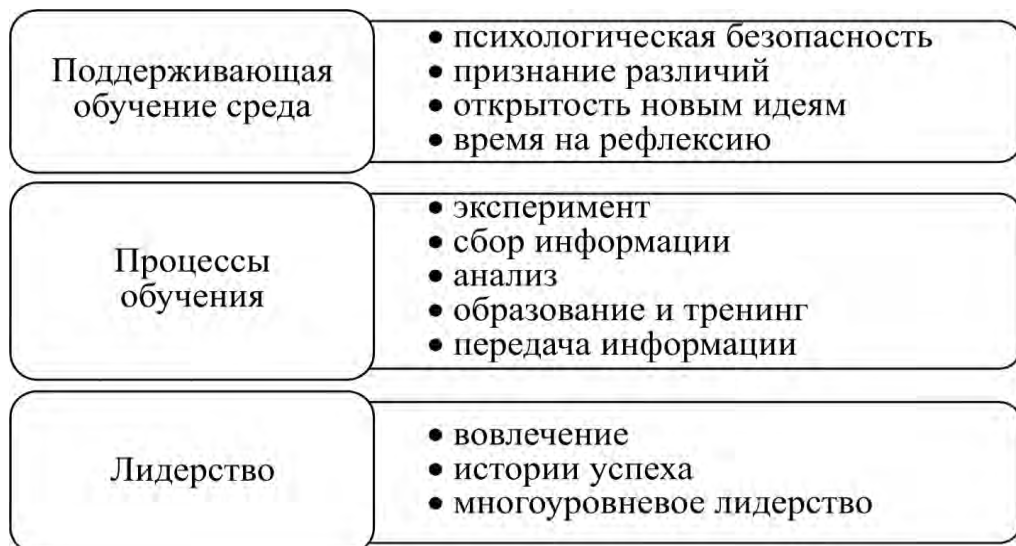 Поддерживающая
обучение среда
• психологическая безопасность
• признание различий
• открытость новым идеям
• время на рефлексию
Процессы
обучения
• эксперимент
• сбор информации
• анализ
• образование и тренинг
• передача информации
Лидерство
• вовлечение
• истории успеха
• многоуровневое лидерство